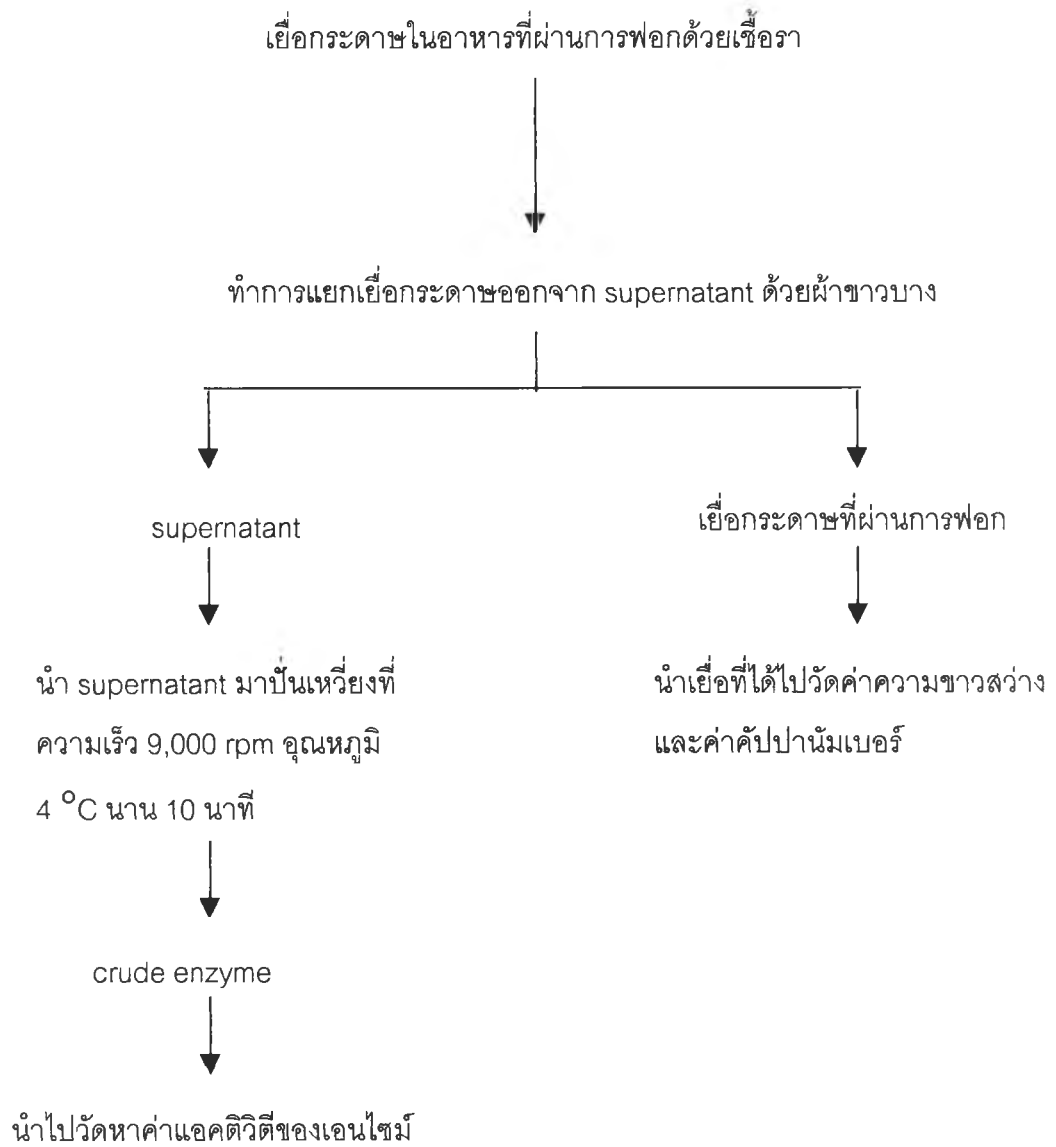 เยื่อกระดาษในอาหารที่ผ่านการฟอกด้วยเชื้อรา
ทำการแยกเยื่อกระดาษออกจาก supernatant ด้วยผ้าขาวบาง
supernatant
เยื่อกระดาษที่ผ่านการฟอก
นำ supernatant มาปั่นเหวี่ยงที่
ความเร็ว 9,000 rpm อุณหภูมิ
4 °C นาน 10 นาที
นำเยื่อที่ได้ไปวัดค่าความขาวสว่าง
และค่าคัปปานัมเบอร์
crude enzyme
นำไปวัดหาค่าแอคติวิตีของเอนไซม์